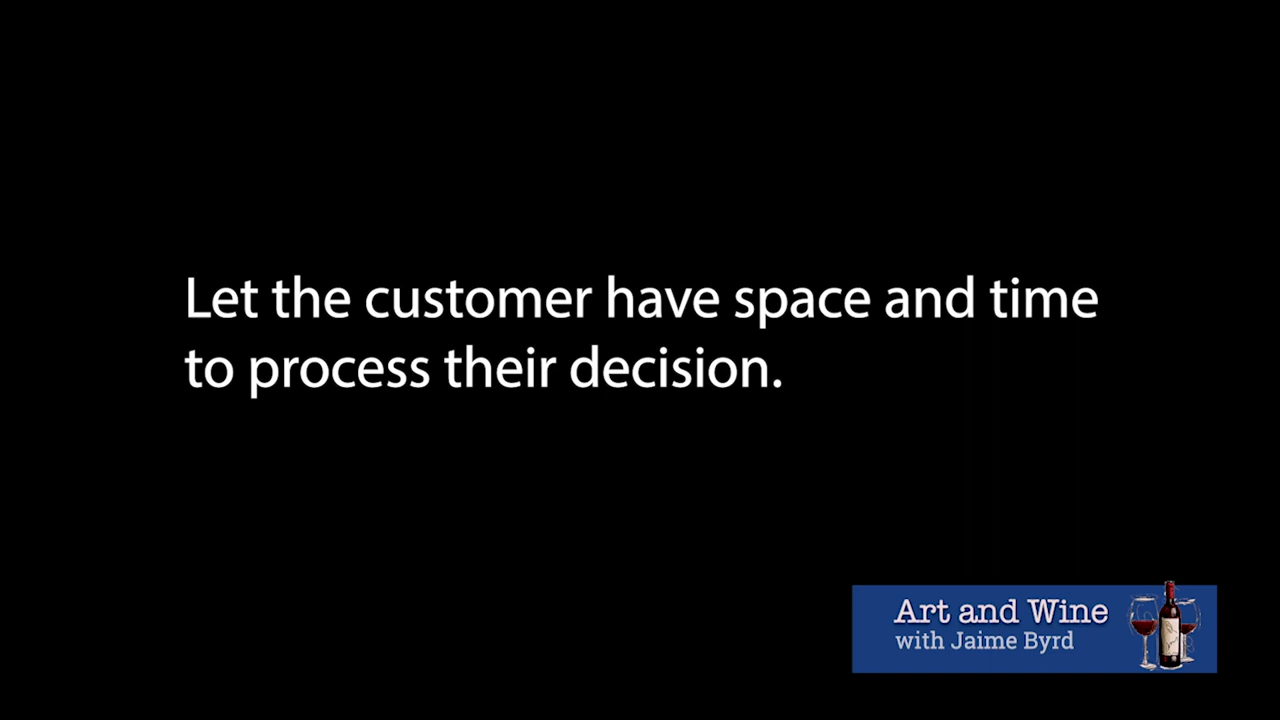 Let the customer have space and time
to process their decision.
Art and Wine
with Jaime Byrd